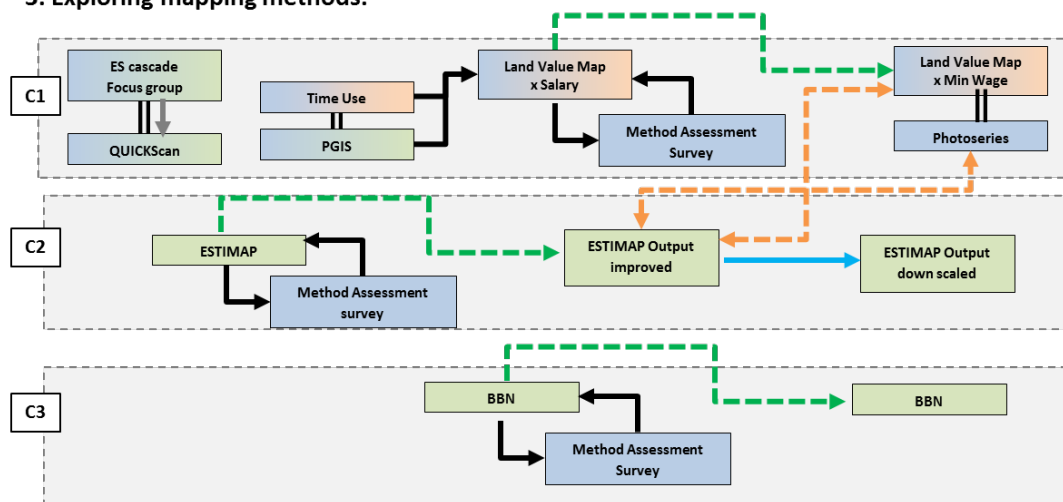 3. Exploring mapping methods.
C1
ES cascade
Focus group
QUICKScan
Time Use
PGIS
Land Value Map
x Salary
Method Assessment
Survey
Land Value Map
x Min Wage
Photoseries
C2
ESTIMAP
Method Assessment
survey
ESTIMAP Output
improved
ESTIMAP Output
down scaled
C3
BBN
Method Assessment
Survey
BBN